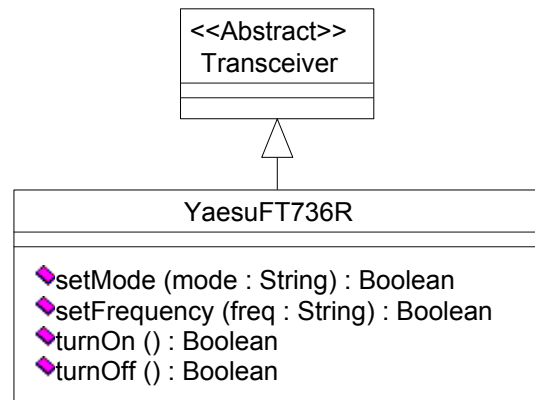 <<Abstract>>
Transceiver
YaesuFT736R
setMode (mode : String) : Boolean
setFrequency (freq : String) : Boolean
turnOn () : Boolean
turnOff () : Boolean